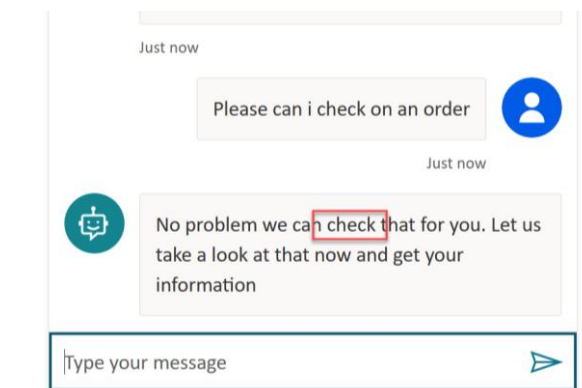 Just now
Please can i check on an order
Just now
No problem we can check that for you. Let us
take a look at that now and get your
information
Type your message